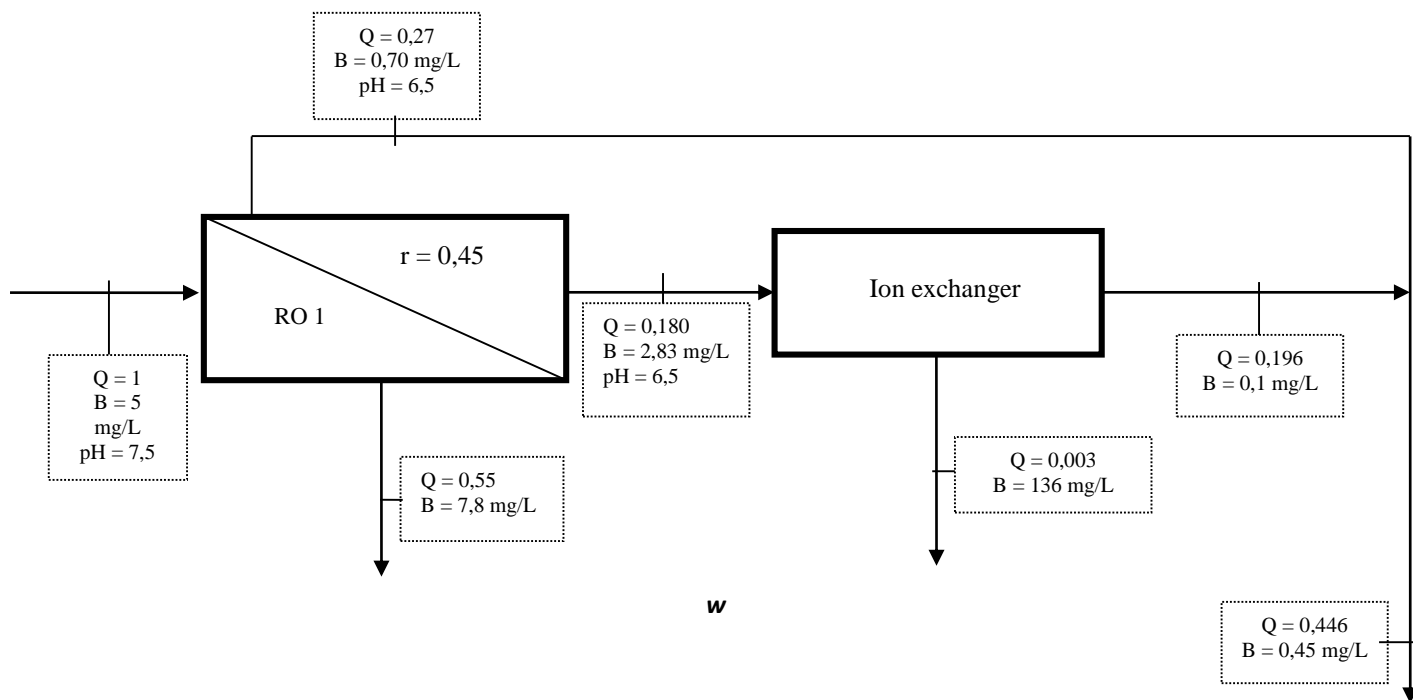 Q = 0,27
B = 0,70 mg/L
pH = 6,5
r = 0,45
RO 1
Ion exchanger
Q = 1
B = 5
mg/L
pH = 7,5
Q = 0,180
B = 2,83 mg/L
pH = 6,5
Q = 0,196
B = 0,1 mg/L
Q = 0,55
B = 7,8 mg/L
Q = 0,003
B = 136 mg/L
w
Q = 0,446
B = 0,45 mg/L